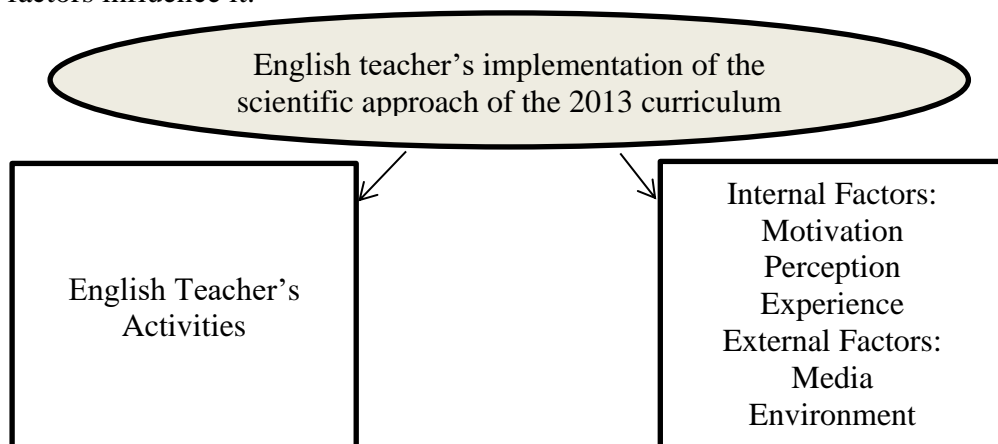 factors influence it.
English teacher’s implementation of the
scientific approach of the 2013 curriculum
English Teacher’s
Activities
Internal Factors:
Motivation
Perception
Experience
External Factors:
Media
Environment